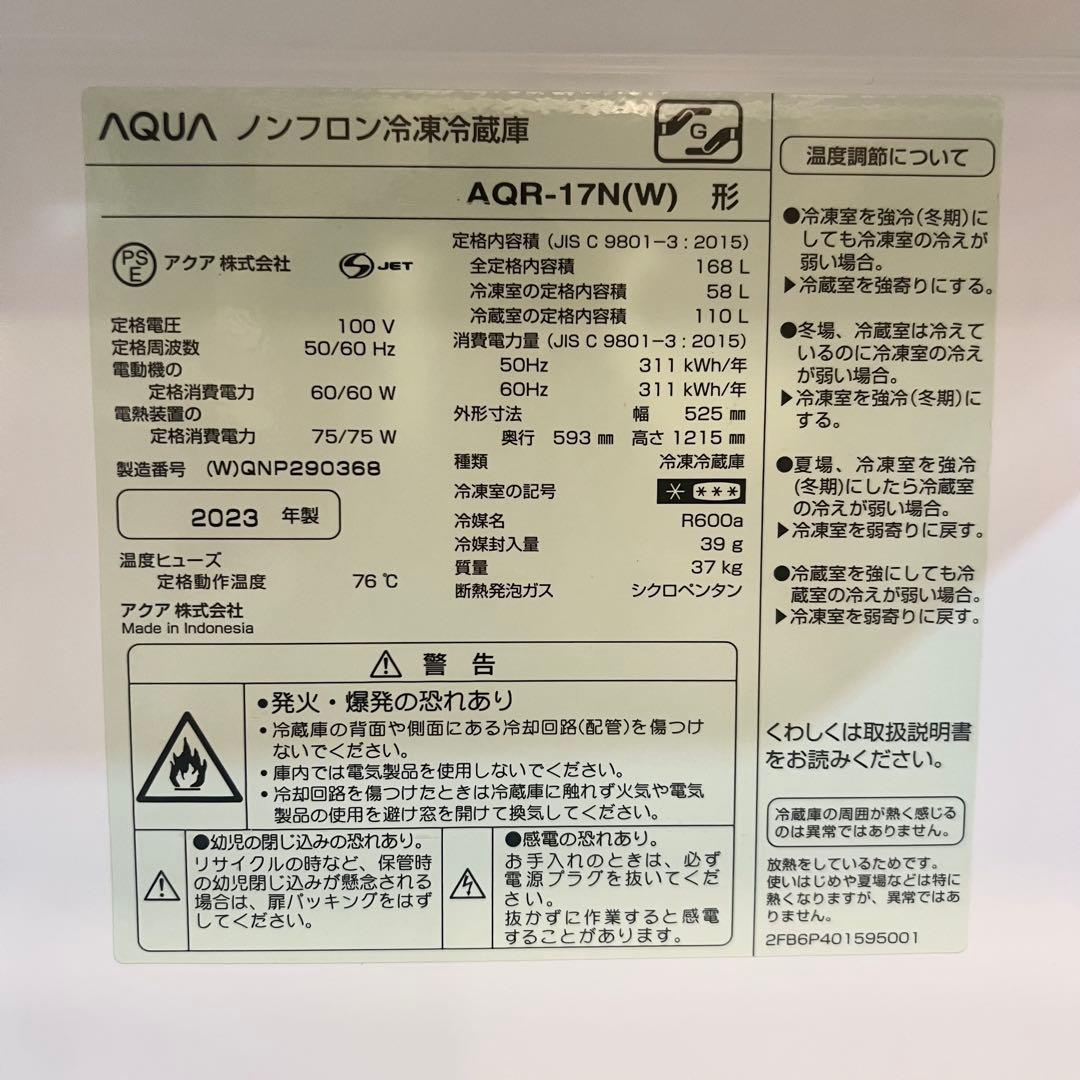 AQUA ノンフロン冷凍冷蔵庫
G
AQR-17N(W) 形
PS
E
アクア 株式会社
S JET
定格電圧 100 V
定格周波数 50/60 Hz
電動機の
定格消費電力 60/60 W
電熱装置の
定格消費電力 75/75 W
製造番号 (W)QNP290368
2023 年製
温度ヒューズ
定格動作温度 76 ℃
アクア 株式会社
Made in Indonesia
定格内容積 (JIS C 9801-3:2015)
全定格内容積 168 L
冷凍室の定格内容積 58 L
冷蔵室の定格内容積 110 L
消費電力量 (JIS C 9801-3:2015)
50Hz 311 kWh/年
60Hz 311 kWh/年
外形寸法 幅 525 ㎜
奥行 593 ㎜ 高さ 1215 ㎜
種類 冷凍冷蔵庫
冷凍室の記号 * ***
冷媒名 R600a
冷媒封入量 39 g
質量 37 kg
断熱発泡ガス シクロペンタン
⚠ 警 告
●発火・爆発の恐れあり
・冷蔵庫の背面や側面にある冷却回路(配管)を傷つけ
ないでください。
・庫内では電気製品を使用しないでください。
・冷却回路を傷つけたときは冷蔵庫に触れず火気や電気
製品の使用を避け窓を開けて換気してください。
●幼児の閉じ込みの恐れあり。
リサイクルの時など、保管時
の幼児閉じ込みが懸念される
場合は、扉パッキングをはず
してください。
●感電の恐れあり。
お手入れのときは、必ず
電源プラグを抜いてくだ
さい。
抜かずに作業すると感電
することがあります。
温度調節について
●冷凍室を強冷(冬期)に
しても冷凍室の冷えが
弱い場合。
▶冷蔵室を強寄りにする。
●冬場、冷蔵室は冷えて
いるのに冷凍室の冷え
が弱い場合。
▶冷凍室を強冷(冬期)に
する。
●夏場、冷凍室を強冷
(冬期)にしたら冷蔵室
の冷えが弱い場合。
▶冷凍室を弱寄りに戻す。
●冷蔵室を強にしても冷
蔵室の冷えが弱い場合。
▶冷凍室を弱寄りに戻す。
くわしくは取扱説明書
をお読みください。
冷蔵庫の周囲が熱く感じる
のは異常ではありません。
放熱をしているためです。
使いはじめや夏場などは特に
熱くなりますが、異常ではあ
りません。
2FB6P401595001